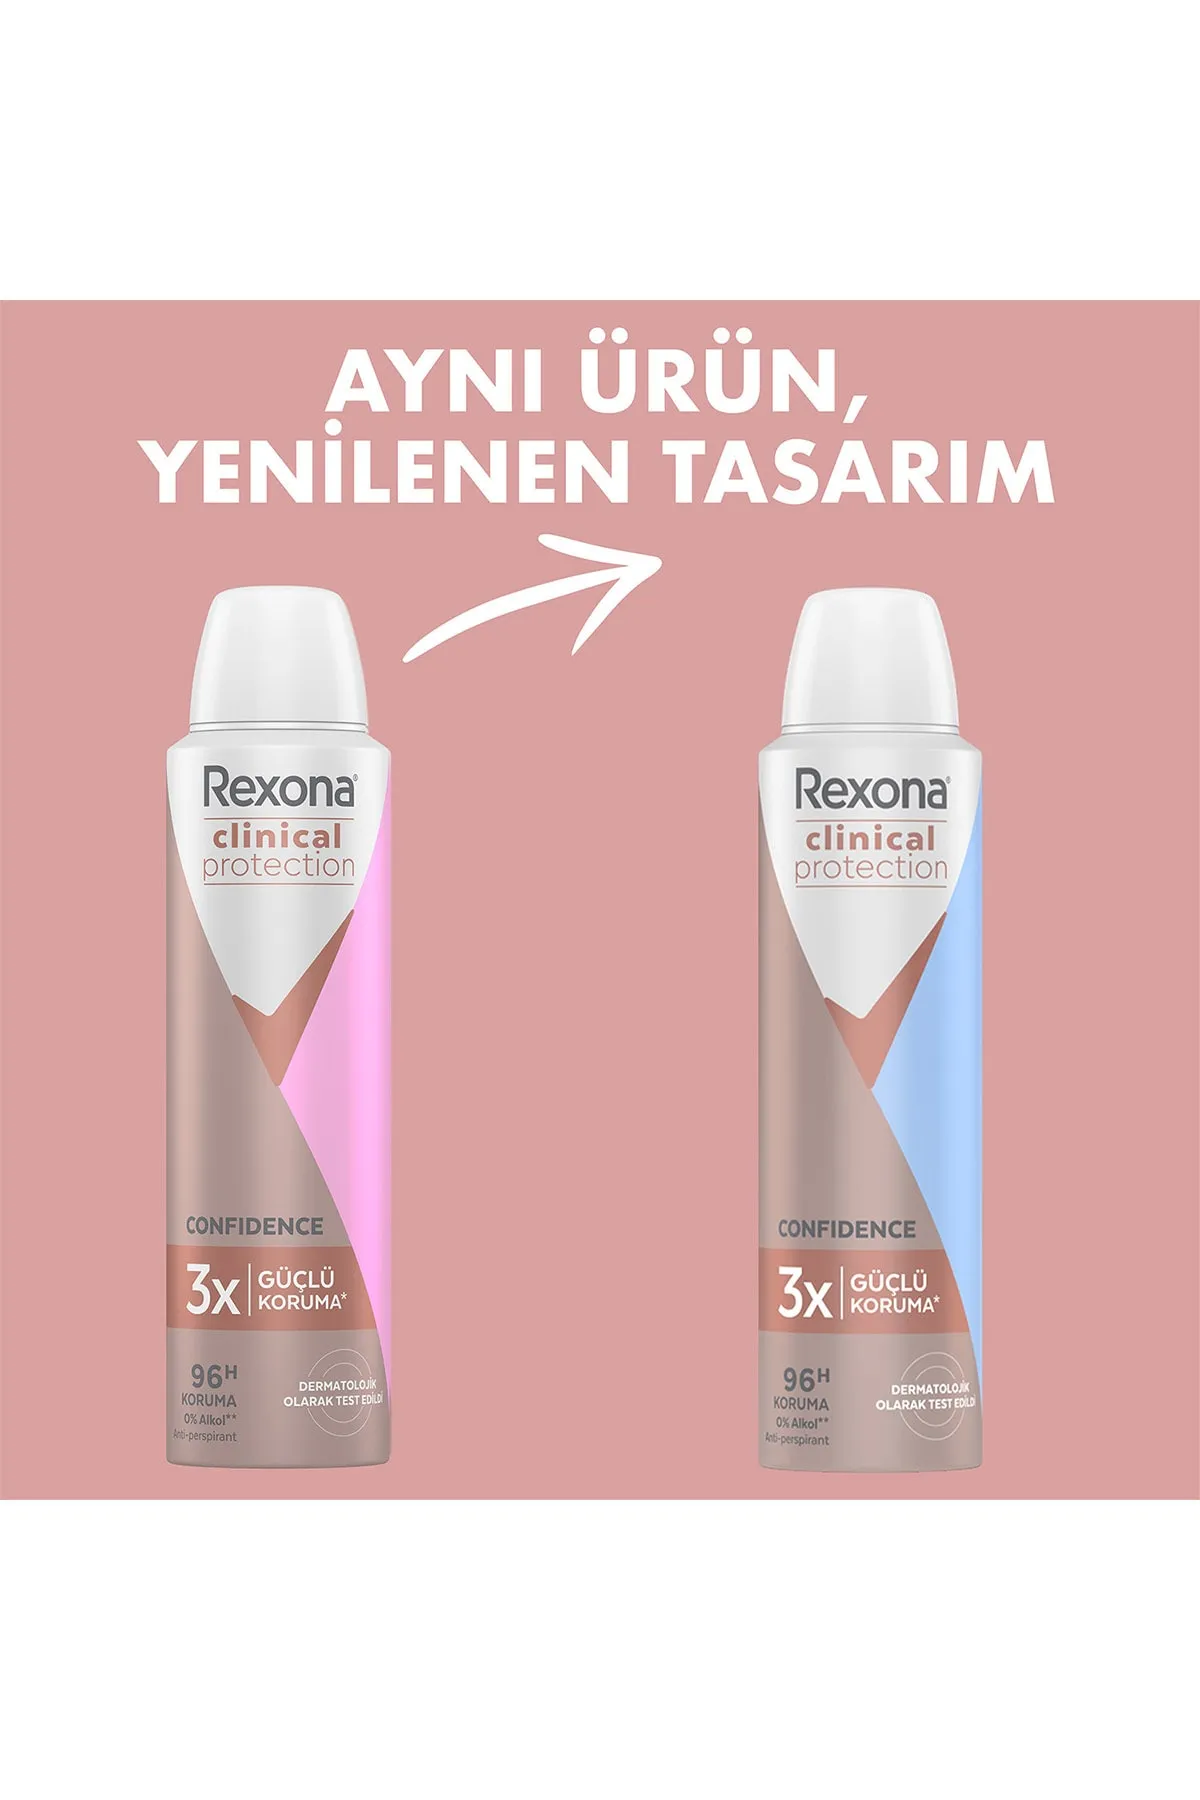 AYNI ÜRÜN,
YENİLENEN TASARIM
Rexona®
clinical
protection
CONFIDENCE
3x GÜÇLÜ
KORUMA*
96H
KORUMA
0% Alkol**
Anti-perspirant
DERMATOLOJİK
OLARAK TEST EDİLDİ
Rexona®
clinical
protection
CONFIDENCE
3x GÜÇLÜ
KORUMA*
96H
KORUMA
0% Alkol**
Anti-perspirant
DERMATOLOJİK
OLARAK TEST EDİLDİ